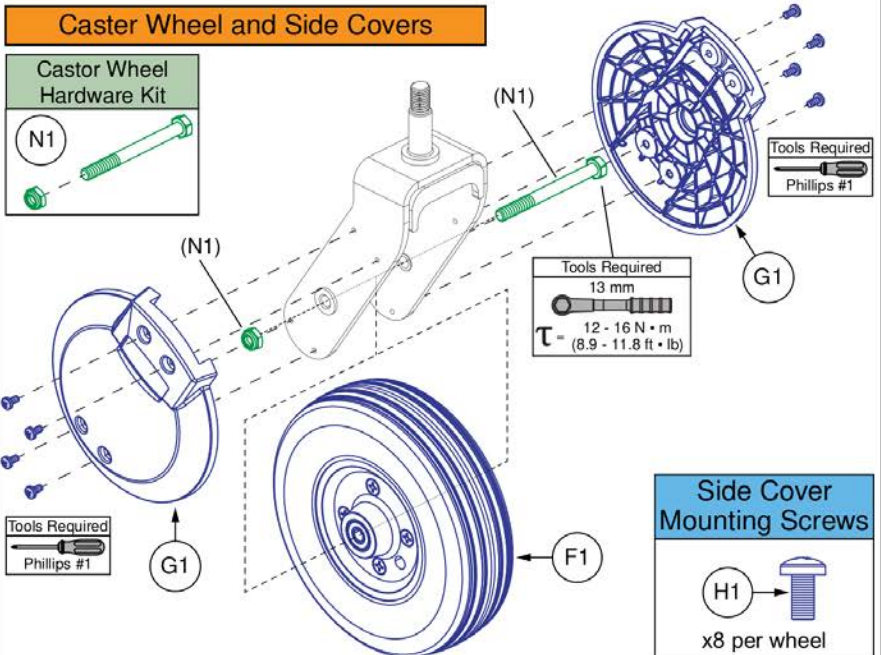 Caster Wheel and Side Covers
Castor Wheel
Hardware Kit
N1
(N1)
(N1)
Tools Required
Phillips #1
G1
Tools Required
13 mm
τ = 12 - 16 N • m
(8.9 - 11.8 ft • lb)
Tools Required
Phillips #1
G1
F1
Side Cover
Mounting Screws
H1
x8 per wheel